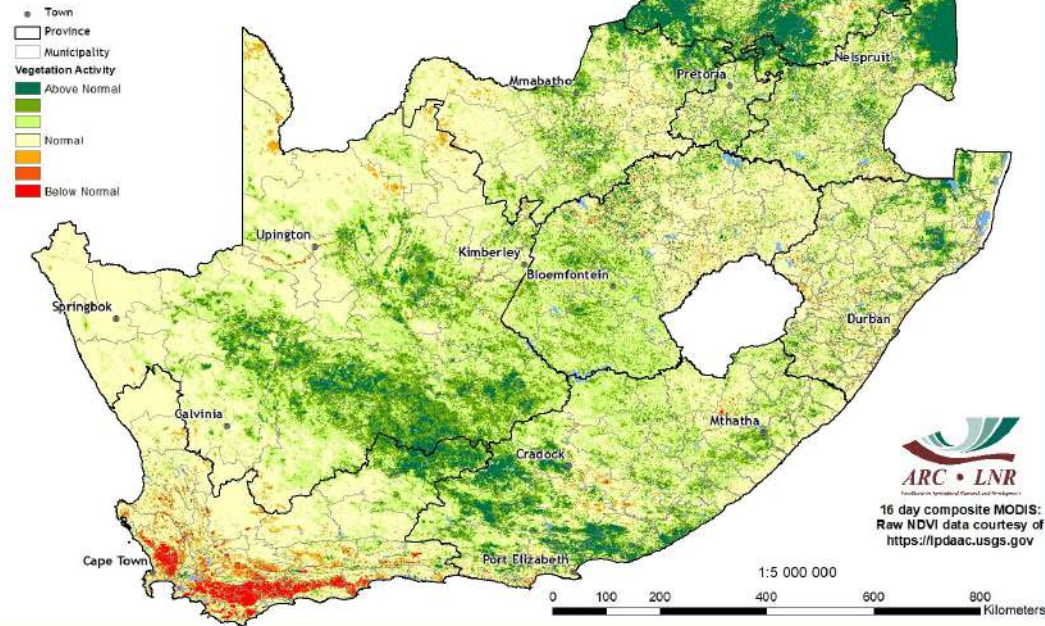 Town
Province
Municipality
Vegetation Activity
Above Normal
Normal
Below Normal
Mmabatho
Pretoria
Nelspruit
Upington
Kimberley
Bloemfontein
Springbok
Durban
Calvinia
Mthatha
Cradock
Cape Town
Port Elizabeth
ARC • LNR
16 day composite MODIS:
Raw NDVI data courtesy of
https://lpdaac.usgs.gov
1:5 000 000
0 100 200 400 600 800
Kilometers